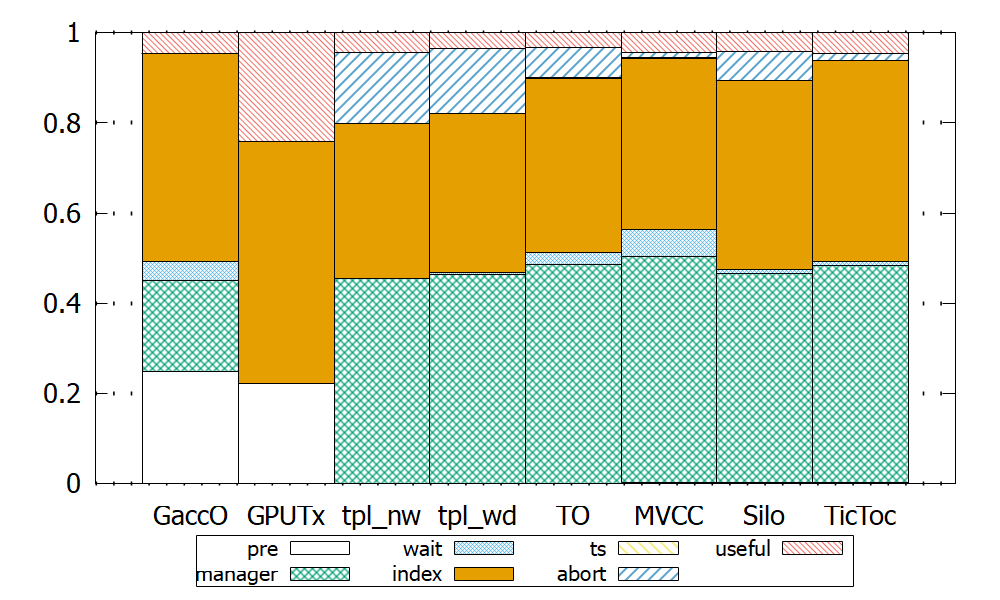 1
0.8
0.6
0.4
0.2
0
GaccO GPUTx tpl_nw tpl_wd TO MVCC Silo TicToc
pre wait ts useful
manager index abort